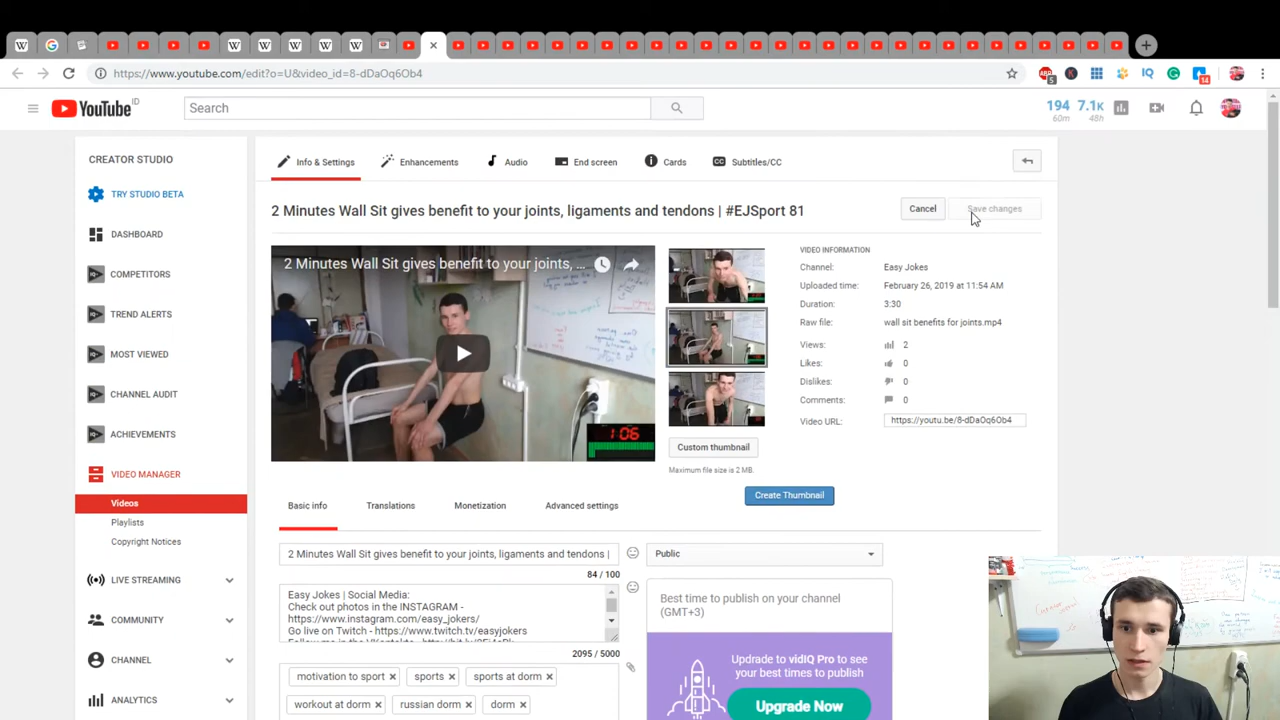 https://www.youtube.com/edit?o=U&video_id=8-dDaOq6Ob4
5
14
YouTube ID
Search
194
60m
7.1K
48h
CREATOR STUDIO
TRY STUDIO BETA
DASHBOARD
COMPETITORS
TREND ALERTS
MOST VIEWED
CHANNEL AUDIT
ACHIEVEMENTS
VIDEO MANAGER
Videos
Playlists
Copyright Notices
LIVE STREAMING
COMMUNITY
CHANNEL
ANALYTICS
Info & Settings
Enhancements
Audio
End screen
Cards
Subtitles/CC
2 Minutes Wall Sit gives benefit to your joints, ligaments and tendons | #EJSport 81
Cancel
Save changes
2 Minutes Wall Sit gives benefit to your joints, ...
1:06
Custom thumbnail
Maximum file size is 2 MB.
Create Thumbnail
VIDEO INFORMATION
Channel: Easy Jokes
Uploaded time: February 26, 2019 at 11:54 AM
Duration: 3:30
Raw file: wall sit benefits for joints.mp4
Views: 2
Likes: 0
Dislikes: 0
Comments: 0
Video URL: https://youtu.be/8-dDaOq6Ob4
Basic info
Translations
Monetization
Advanced settings
2 Minutes Wall Sit gives benefit to your joints, ligaments and tendons |
84 / 100
Easy Jokes | Social Media:
Check out photos in the INSTAGRAM -
https://www.instagram.com/easy_jokers/
Go live on Twitch - https://www.twitch.tv/easyjokers
2095 / 5000
motivation to sport
sports
sports at dorm
workout at dorm
russian dorm
dorm
Public
Best time to publish on your channel
(GMT+3)
Upgrade to vidIQ Pro to see
your best times to publish
Upgrade Now